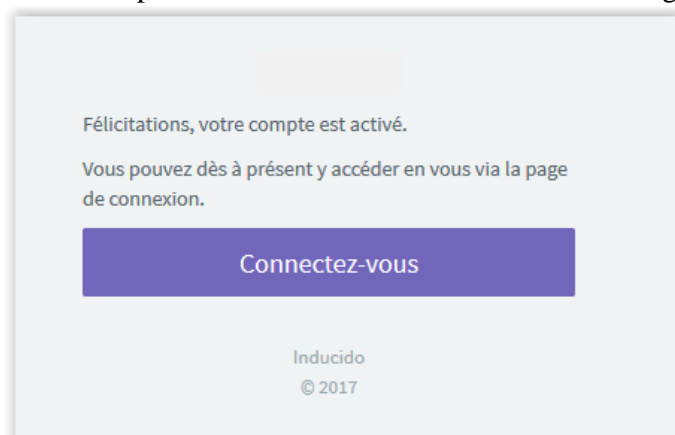 Félicitations, votre compte est activé.
Vous pouvez dès à présent y accéder en vous via la page
de connexion.
Connectez-vous
Inducido
© 2017